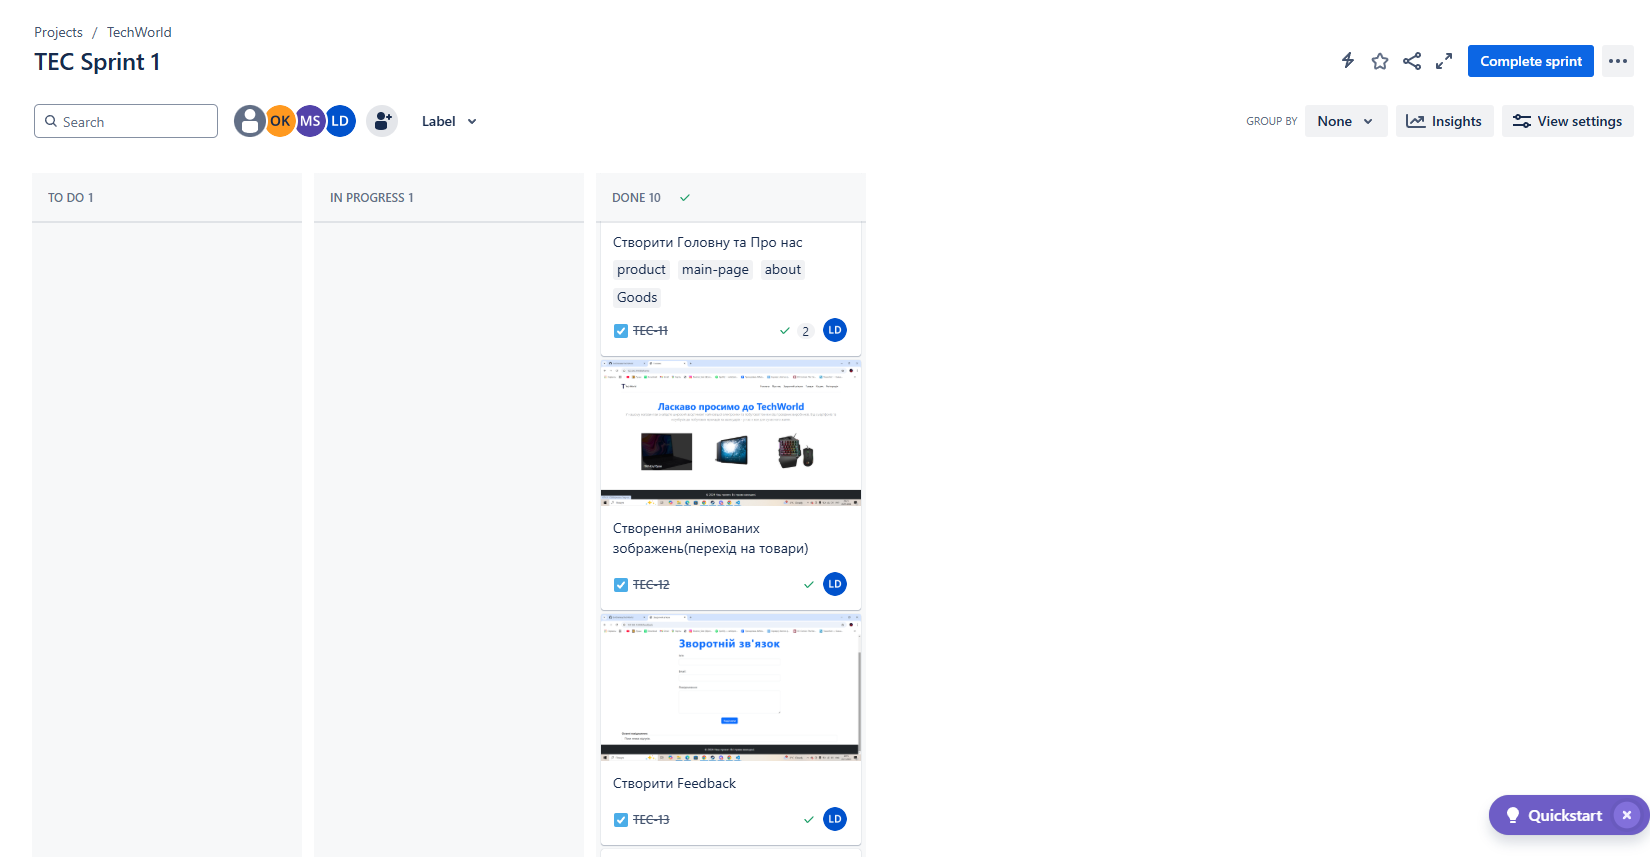 Projects / TechWorld
TEC Sprint 1
Complete sprint
Search
OK MS LD
Label
GROUP BY
None
Insights
View settings
TO DO 1
IN PROGRESS 1
DONE 10
Створити Головну та Про нас
product main-page about
Goods
TEC-11
2
LD
Ласкаво просимо до TechWorld
Створення анімованих
зображень(перехід на товари)
TEC-12
LD
Зворотній зв'язок
Створити Feedback
TEC-13
LD
Quickstart